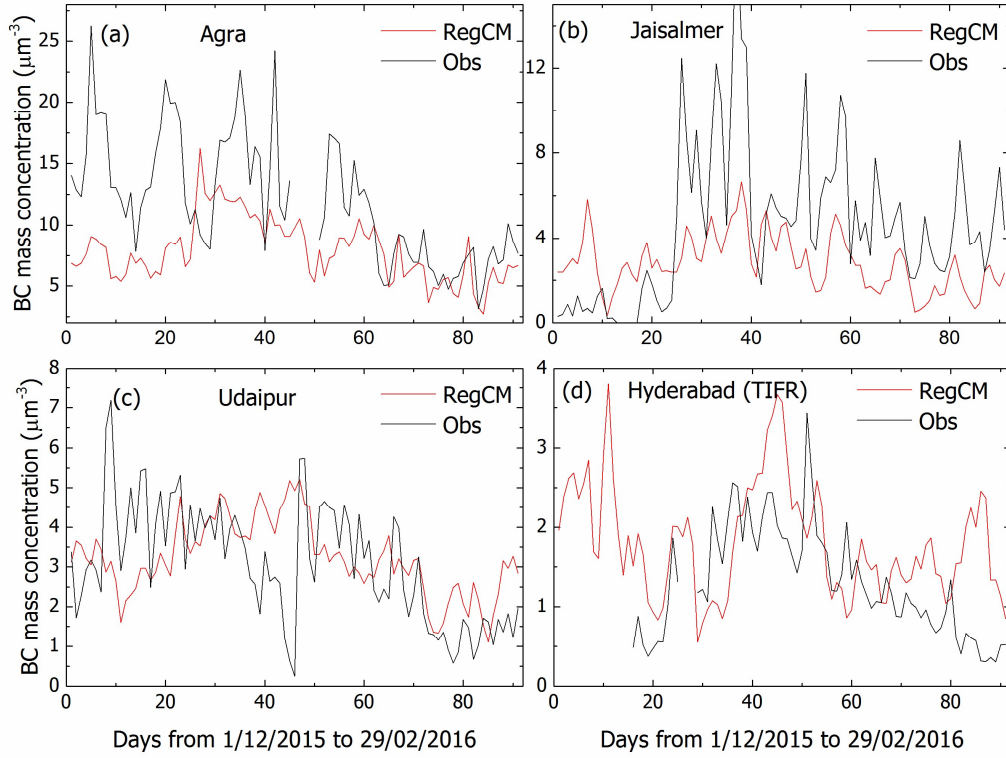 (a) Agra
RegCM
Obs
BC mass concentration (μm⁻³)
25
20
15
10
5
0 20 40 60 80
(b) Jaisalmer
RegCM
Obs
12
8
4
0
0 20 40 60 80
(c) Udaipur
RegCM
Obs
BC mass concentration (μm⁻³)
8
7
6
5
4
3
2
1
0
0 20 40 60 80
Days from 1/12/2015 to 29/02/2016
(d) Hyderabad (TIFR)
RegCM
Obs
4
3
2
1
0
0 20 40 60 80
Days from 1/12/2015 to 29/02/2016